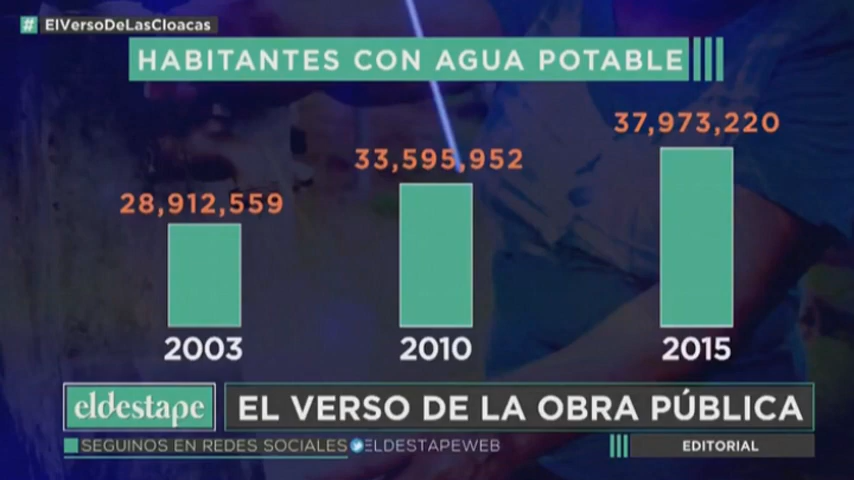 # ElVersoDeLasCloacas
HABITANTES CON AGUA POTABLE
37,973,220
33,595,952
28,912,559
2003
2010
2015
eldestape
EL VERSO DE LA OBRA PÚBLICA
SEGUINOS EN REDES SOCIALES ELDESTAPEWEB
EDITORIAL